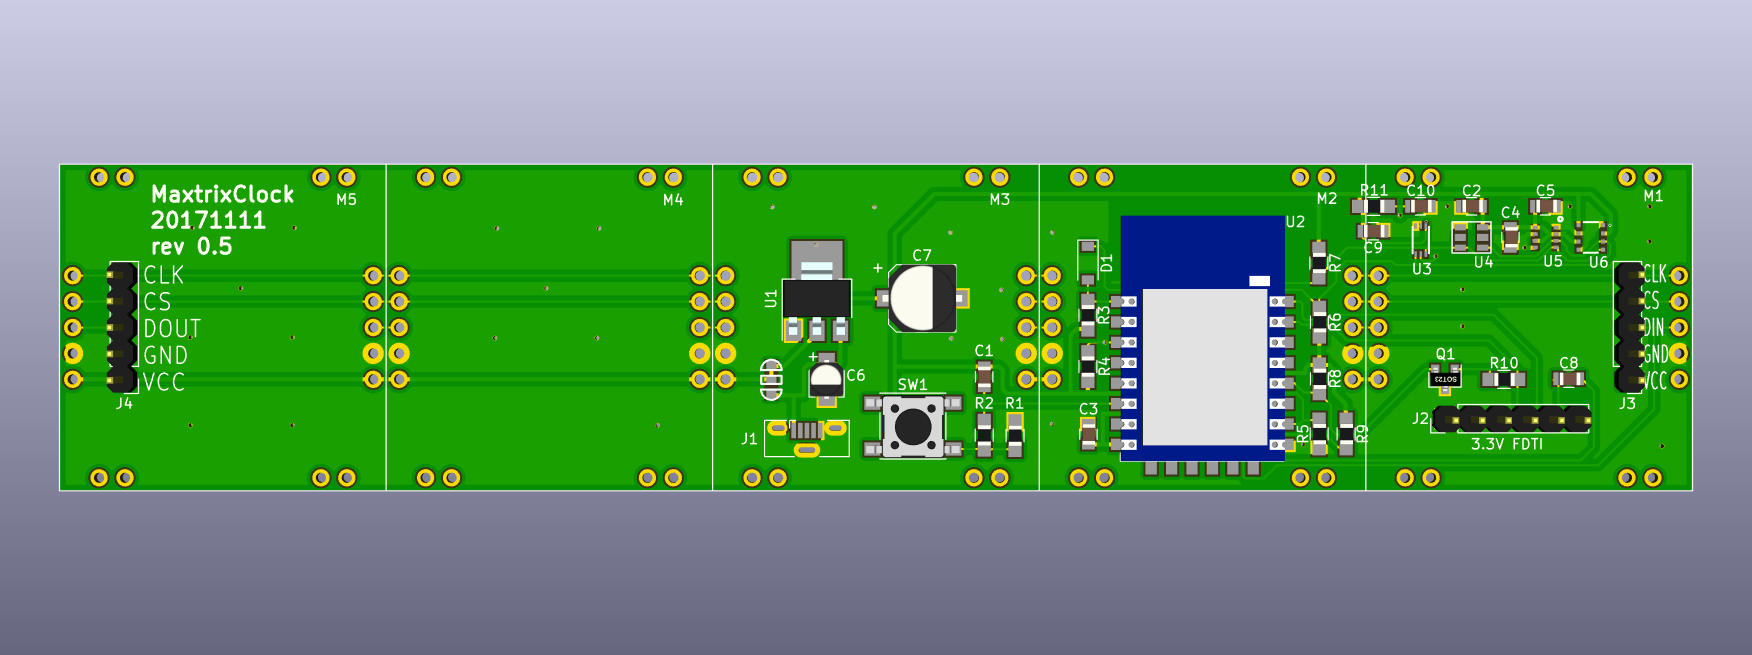 MaxtrixClock
20171111
rev 0.5
M5
M4
M3
M2
M1
CLK
CS
DOUT
GND
VCC
J4
U1
C7
+
+
C6
J1
SW1
C1
R2
R1
D1
R3
R4
C3
U2
R7
R6
R8
R5
R9
R11
C10
C2
C5
C4
C9
U3
U4
U5
U6
CLK
CS
DIN
GND
VCC
J3
Q1
SOT23
R10
C8
J2
3.3V FDTI